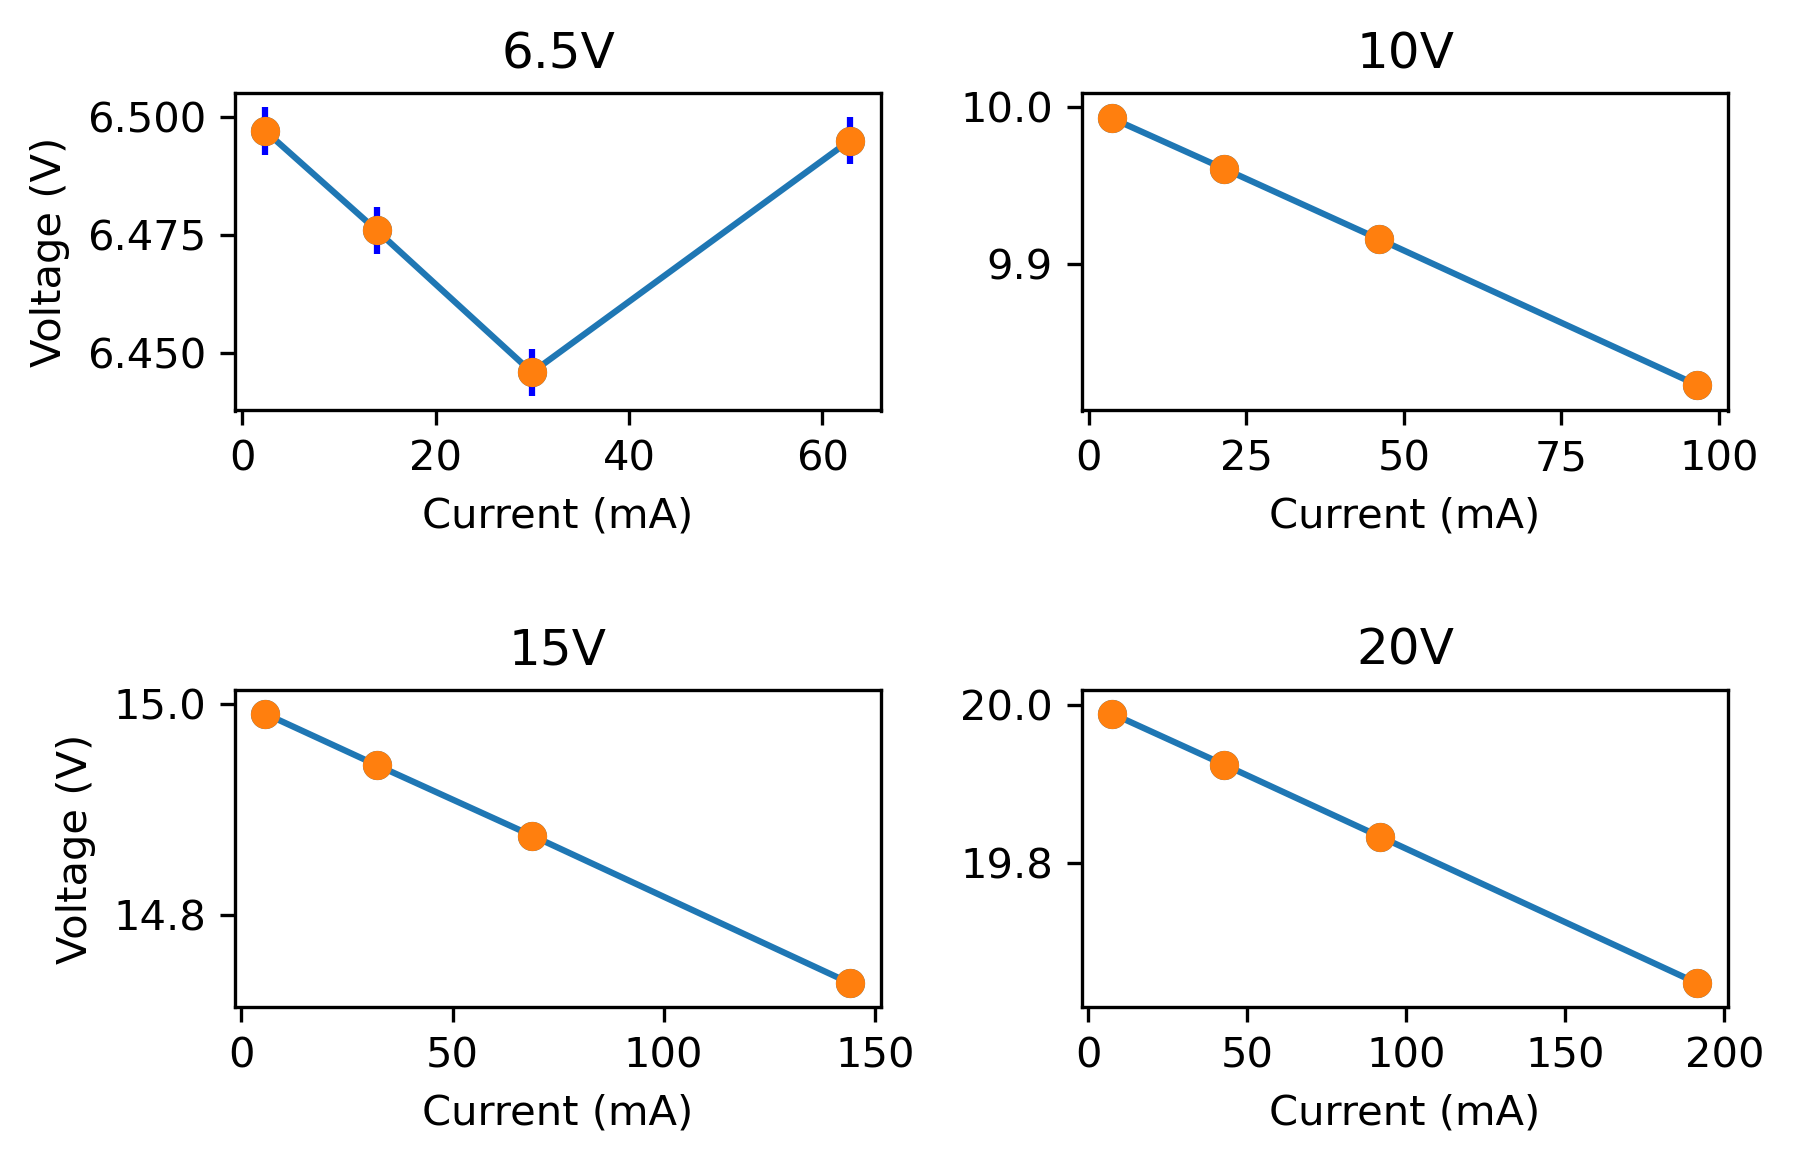 6.5V
6.500
6.475
6.450
Voltage (V)
0 20 40 60
Current (mA)
10V
10.0
9.9
0 25 50 75 100
Current (mA)
15V
15.0
14.8
Voltage (V)
0 50 100 150
Current (mA)
20V
20.0
19.8
0 50 100 150 200
Current (mA)